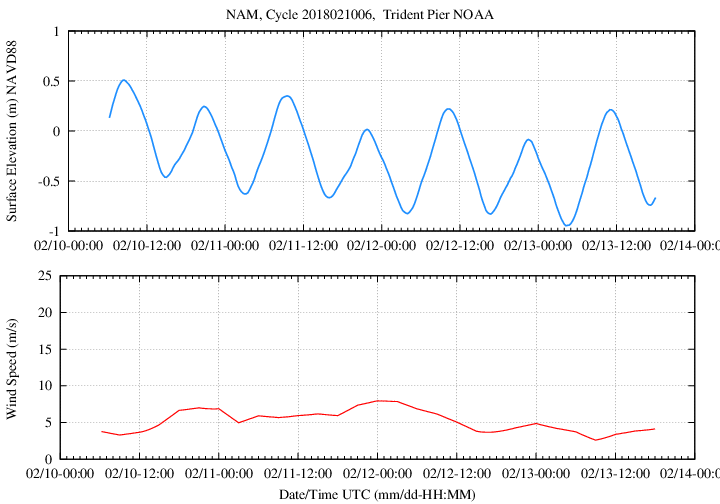 NAM, Cycle 2018021006,  Trident Pier NOAA
Surface Elevation (m) NAVD88
1
0.5
0
-0.5
-1
02/10-00:00 02/10-12:00 02/11-00:00 02/11-12:00 02/12-00:00 02/12-12:00 02/13-00:00 02/13-12:00 02/14-00:00
Wind Speed (m/s)
25
20
15
10
5
0
02/10-00:00 02/10-12:00 02/11-00:00 02/11-12:00 02/12-00:00 02/12-12:00 02/13-00:00 02/13-12:00 02/14-00:00
Date/Time UTC (mm/dd-HH:MM)